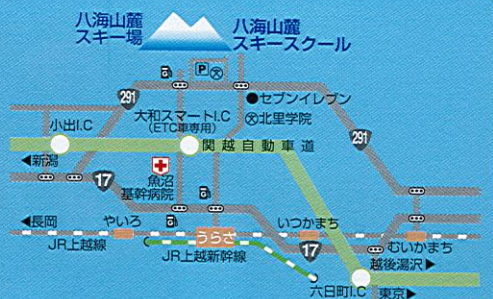 八海山麓
スキー場
八海山麓
スキースクール
P 文
291
●セブンイレブン
小出I.C
大和スマートI.C
(ETC車専用)
文北里学院
291
関越自動車道
◀新潟
17
魚沼
基幹病院
◀長岡
やいろ
うらさ
いつかまち
17
むいかまち
JR上越線
JR上越新幹線
越後湯沢▶
六日町I.C
東京▶